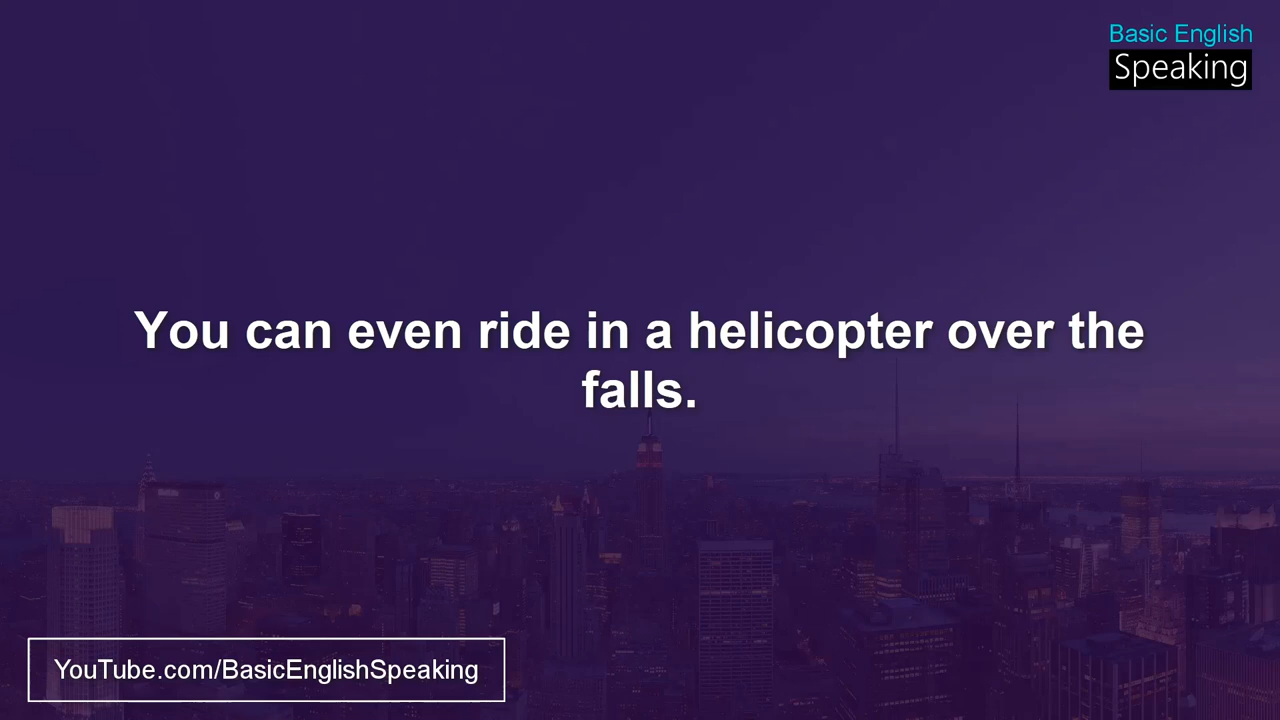 Basic English
Speaking
You can even ride in a helicopter over the
falls.
YouTube.com/BasicEnglishSpeaking